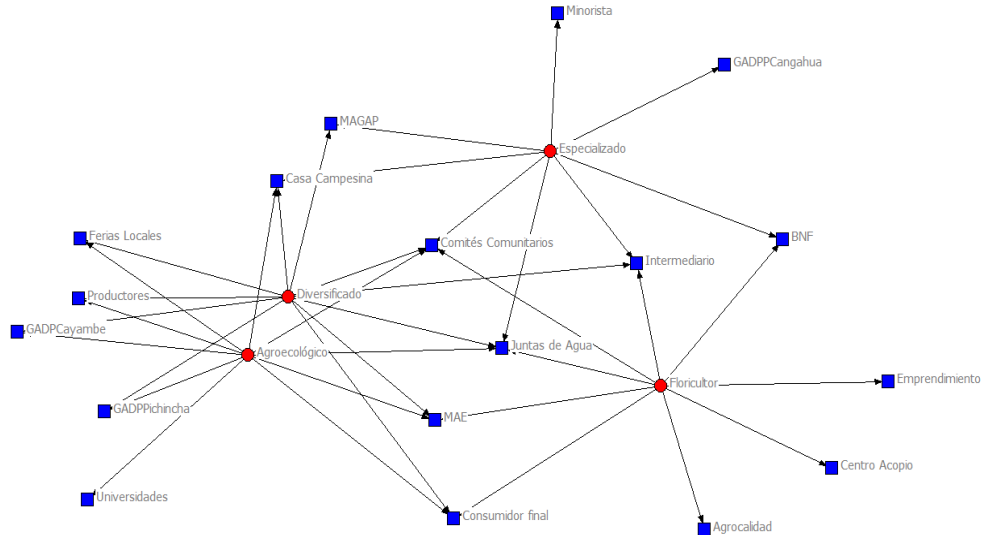 Minorista
GADPPCangahua
MAGAP
Especializado
Casa Campesina
Ferias Locales
Comités Comunitarios
BNF
Intermediario
Productores
Diversificado
GADPCayambe
Agroecológico
Juntas de Agua
Floricultor
Emprendimiento
GADPPichincha
MAE
Centro Acopio
Universidades
Consumidor final
Agrocalidad